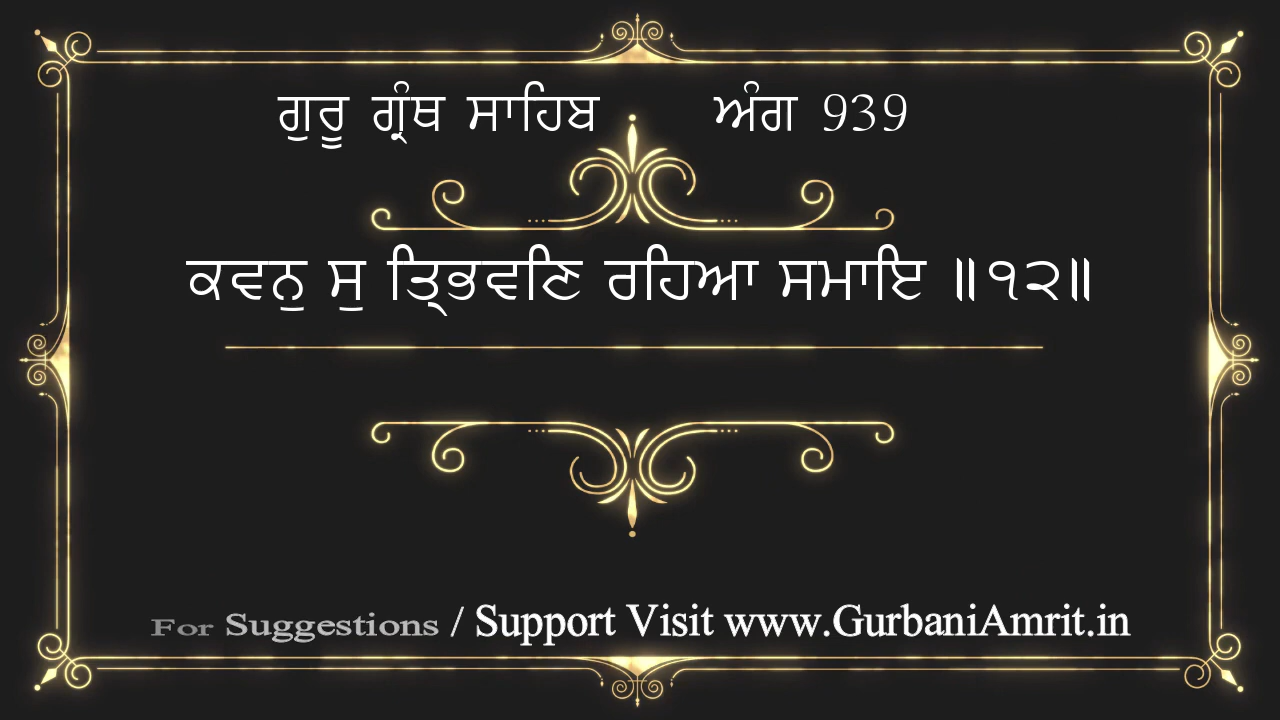 ਗੁਰੂ ਗ੍ਰੰਥ ਸਾਹਿਬ ਅੰਗ 939
ਕਵਨੁ ਸੁ ਤ੍ਰਿਭਵਣਿ ਰਹਿਆ ਸਮਾਇ ॥੧੨॥
For Suggestions / Support Visit www.GurbaniAmrit.in